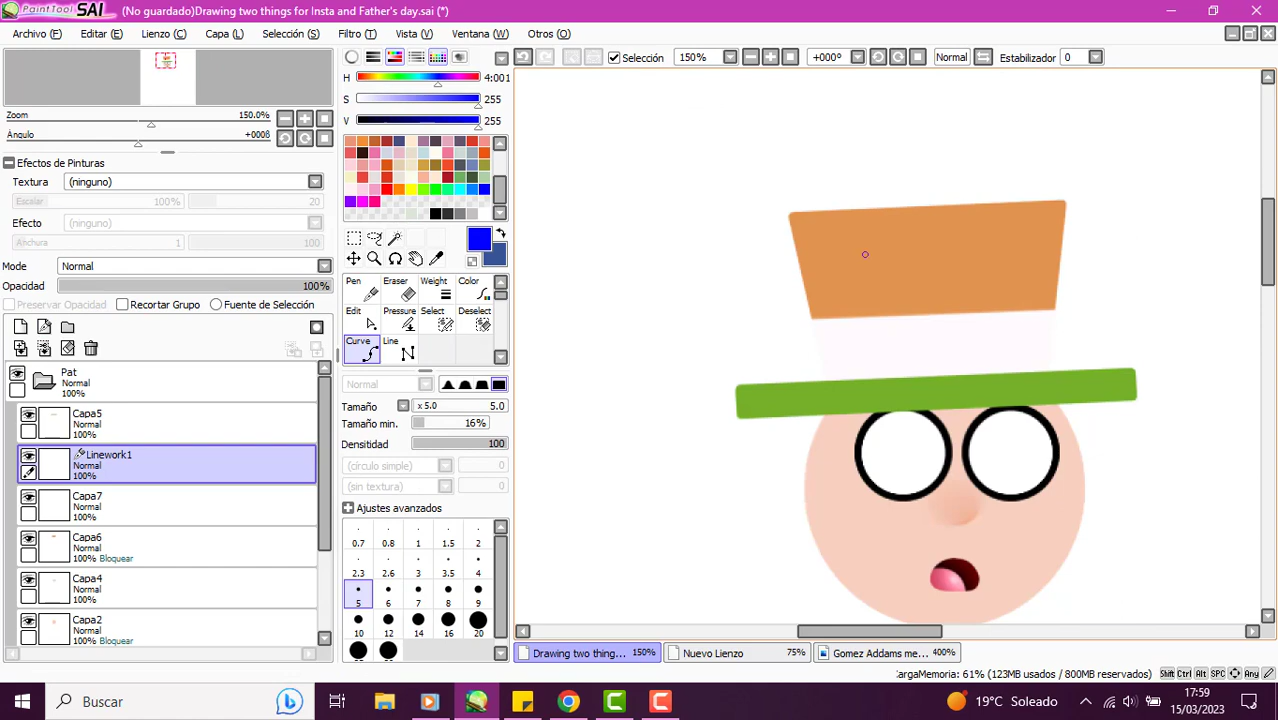 PaintTool SAI (No guardado)Drawing two things for Insta and Father's day.sai (*)
Archivo (F) Editar (E) Lienzo (C) Capa (L) Selección (S) Filtro (T) Vista (V) Ventana (W) Otros (O)
Selección 150% +000º Normal Estabilizador 0
H 4:001
S 255
V 255
Zoom 150.0%
Ángulo +000ß
Efectos de Pinturas
Textura (ninguno)
Escalar 100% 20
Efecto (ninguno)
Anchura 1 100
Mode Normal
Opacidad 100%
Preservar Opacidad Recortar Grupo Fuente de Selección
Pat
Normal
100%
Capa5
Normal
100%
Linework1
Normal
100%
Capa7
Normal
100%
Capa6
Normal
100% Bloquear
Capa4
Normal
100%
Capa2
Normal
100% Bloquear
Pen Eraser Weight Color
Edit Pressure Select Deselect
Curve Line
Normal
Tamaño x 5.0 5.0
Tamaño min. 16%
Densidad 100
(círculo simple) 0
(sin textura) 0
Ajustes avanzados
0.7 0.8 1 1.5 2
2.3 2.6 3 3.5 4
5 6 7 8 9
10 12 14 16 20
Drawing two thing... 150% Nuevo Lienzo 75% Gomez Addams me... 400%
CargaMemoria: 61% (123MB usados / 800MB reservados) Shift Ctrl Alt SPC Any
Buscar
19°C Soleado
17:59
15/03/2023